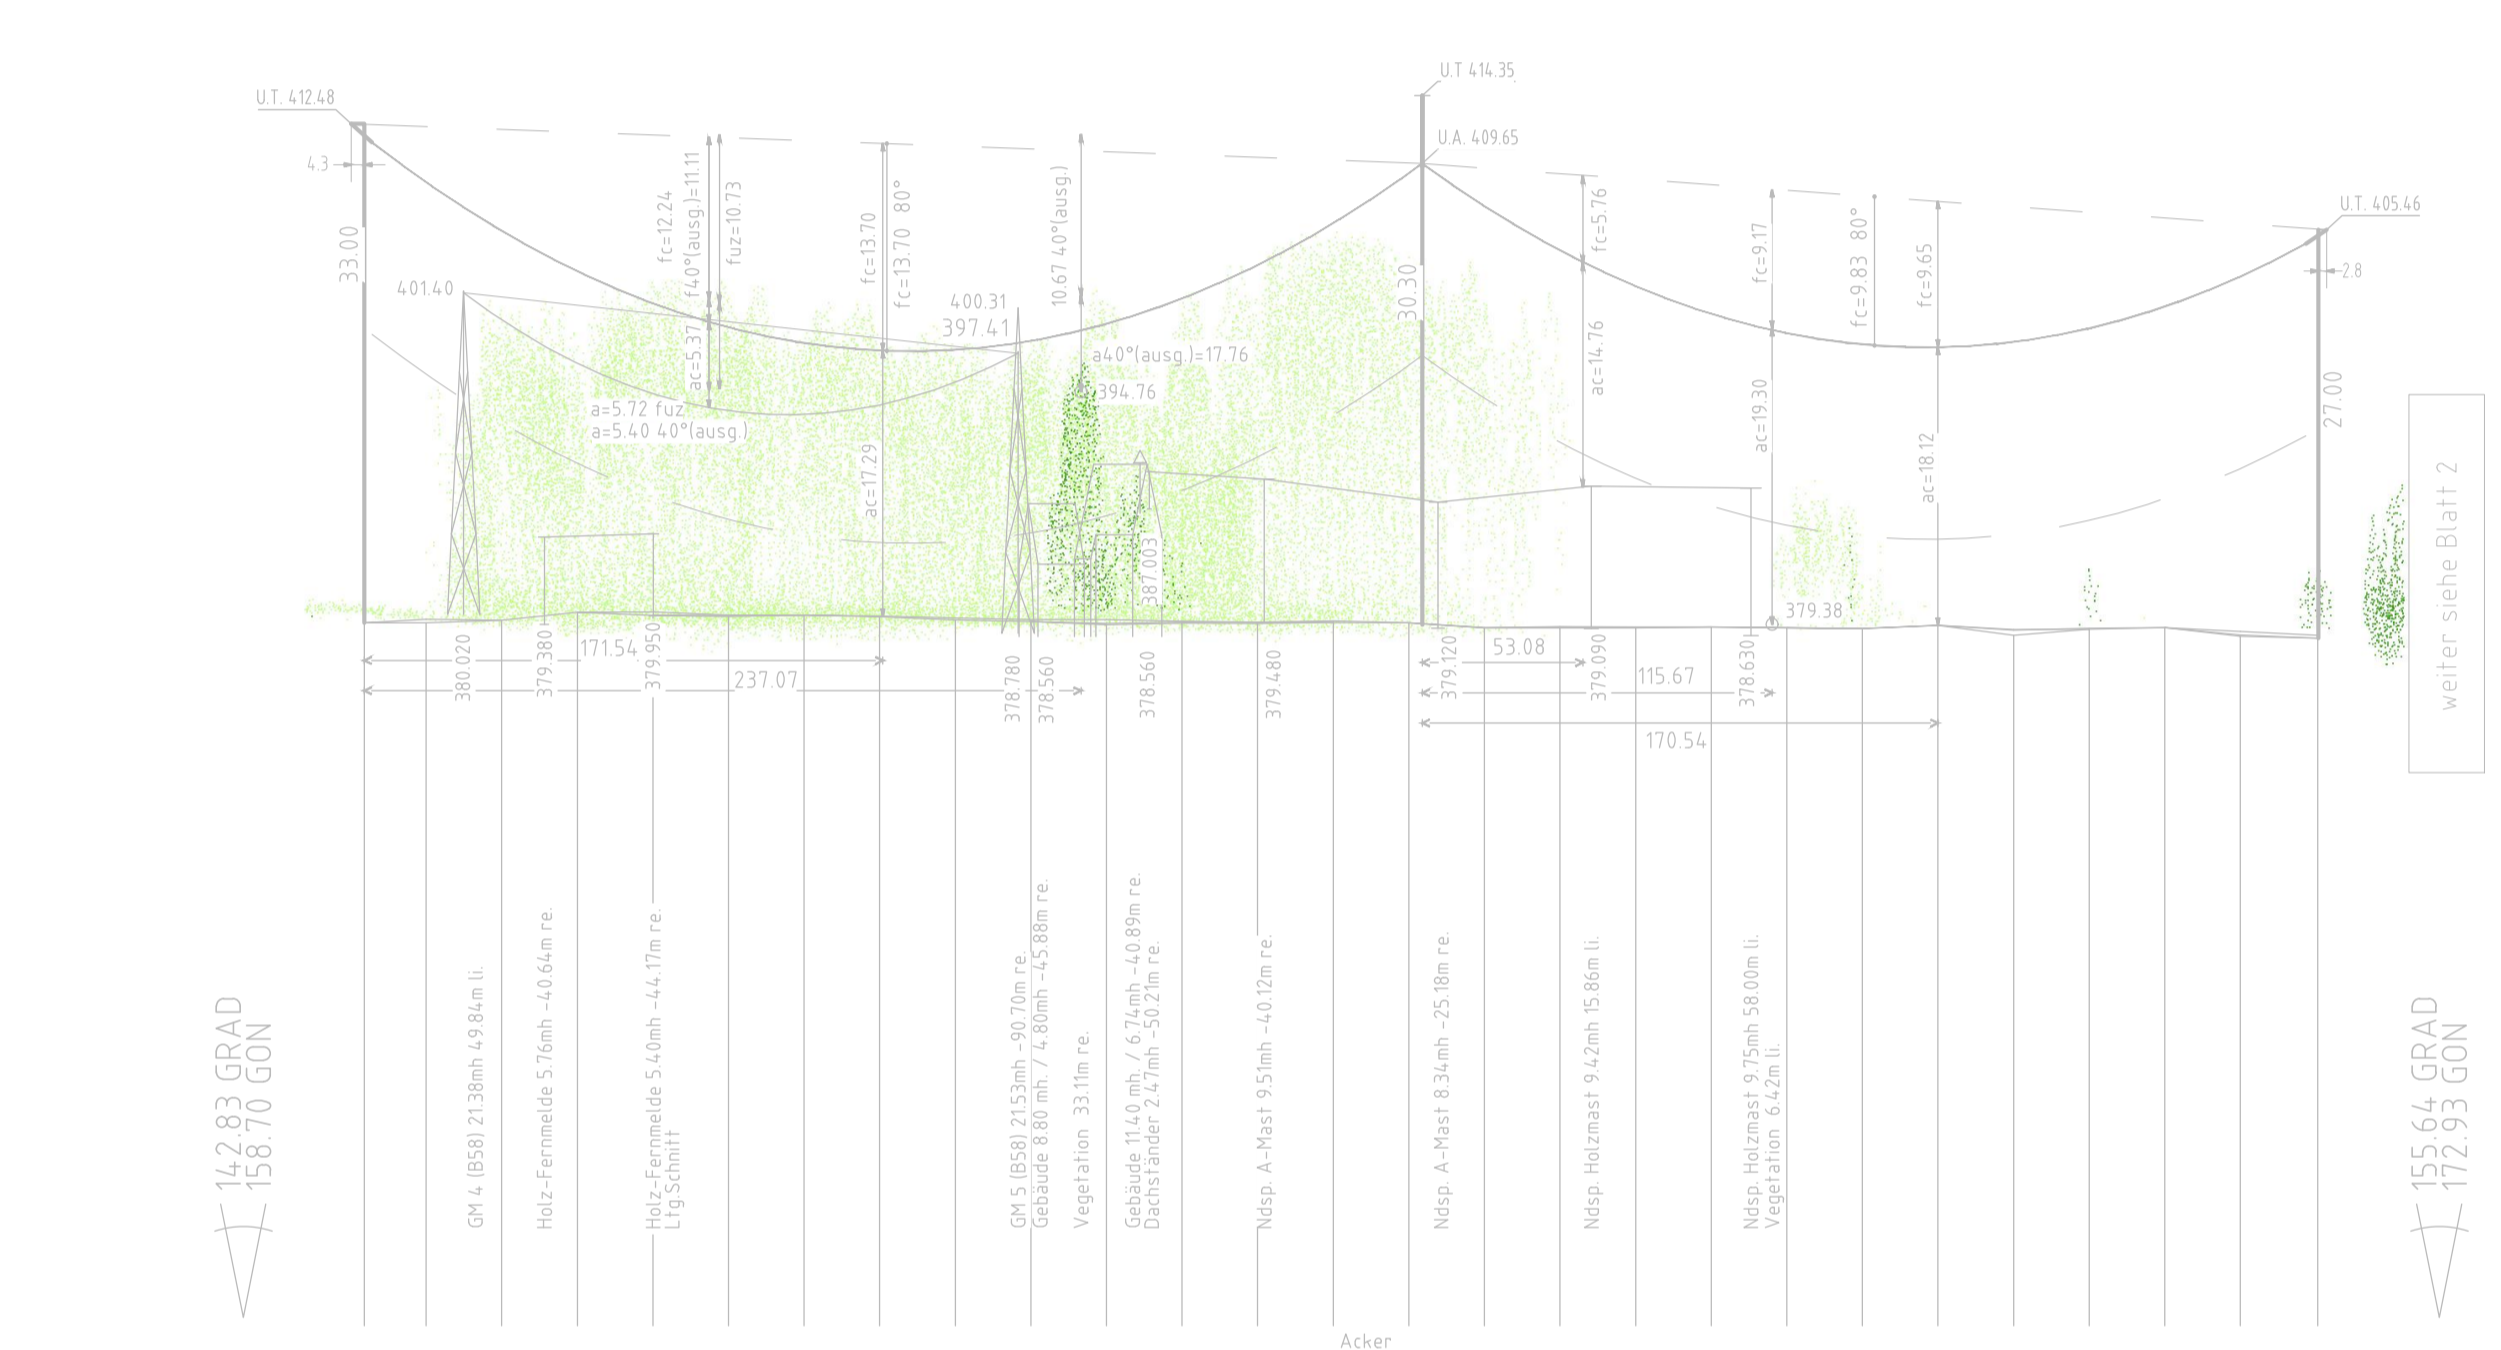 U.T 414.35
U.T. 412.48
U.A. 409.65
4.3
fc=12.24
f40°(ausg.)=11.11
fuz=10.73
fc=13.70
fc=13.70 80°
10.67 40°(ausg.)
fc=5.76
fc=9.17
fc=9.83 80°
fc=9.65
U.T. 405.46
2.8
33.00
401.40
400.31
397.41
30.30
ac=5.37
a40°(ausg.)=17.76
394.76
ac=14.76
a=5.72 fuz
a=5.40 40°(ausg.)
ac=17.29
ac=19.30
ac=18.12
27.00
weiter siehe Blatt 2
387.003
379.38
380.020
379.380
171.54
379.950
237.07
378.780
378.560
378.560
379.480
379.120
53.08
379.090
115.67
378.630
170.54
142.83 GRAD
158.70 GON
GM 4 (B58) 21.38mh 49.84m li.
Holz-Fernmelde 5.76mh -40.64m re.
Holz-Fernmelde 5.40mh -44.17m re.
Ltg.Schnitt
GM 5 (B58) 21.53mh -90.70m re.
Gebäude 8.80 mh. / 4.80mh -45.88m re.
Vegetation 33.11m re.
Gebäude 11.40 mh. / 6.74mh -40.89m re.
Dachständer 2.47mh -50.21m re.
Ndsp. A-Mast 9.51mh -40.12m re.
Ndsp. A-Mast 8.34mh -25.18m re.
Ndsp. Holzmast 9.42mh 15.86m li.
Ndsp. Holzmast 9.75mh 58.00m li.
Vegetation 6.42m li.
155.64 GRAD
172.93 GON
Acker